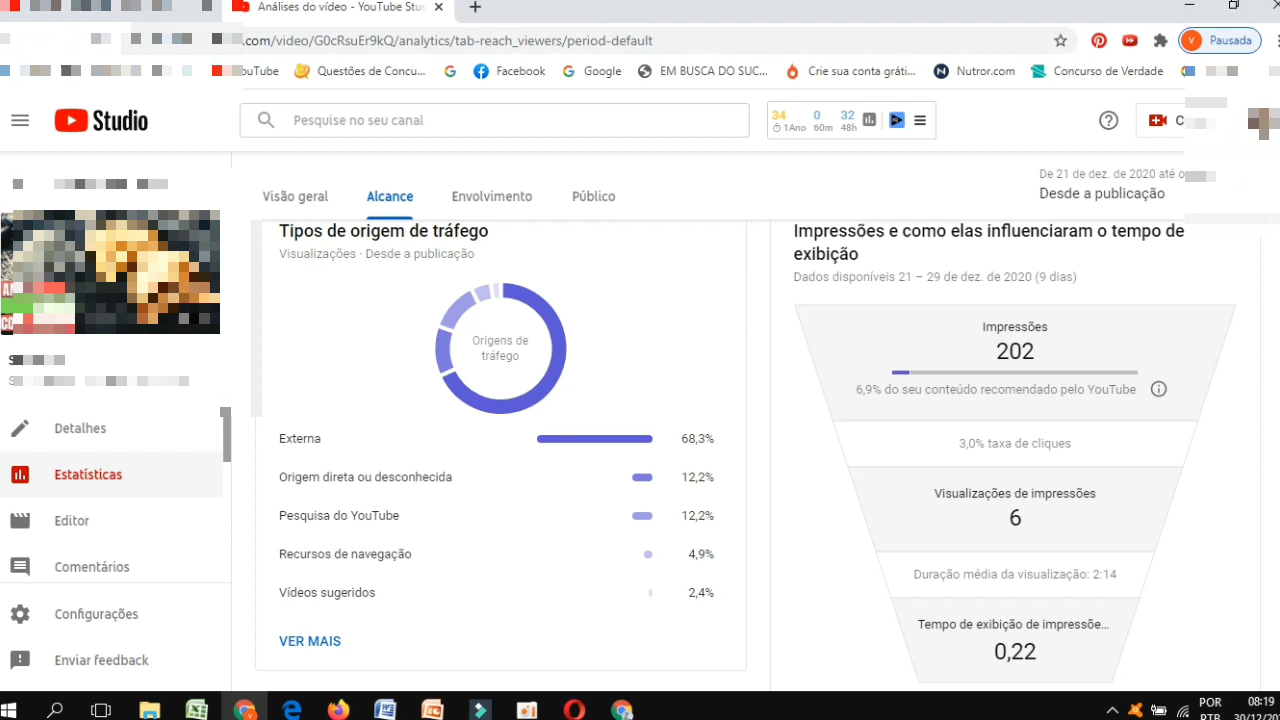 Análises do vídeo - YouTube Stu
.com/video/G0cRsuEr9kQ/analytics/tab-reach_viewers/period-default
Pausada
ouTube
Questões de Concu...
Facebook
Google
EM BUSCA DO SUC...
Crie sua conta gráti...
Nutror.com
Concurso de Verdade
Studio
Pesquise no seu canal
34 0 32
1Ano 60m 48h
De 21 de dez. de 2020 até o
Desde a publicação
Visão geral
Alcance
Envolvimento
Público
Tipos de origem de tráfego
Visualizações · Desde a publicação
Origens de
tráfego
Externa 68,3%
Origem direta ou desconhecida 12,2%
Pesquisa do YouTube 12,2%
Recursos de navegação 4,9%
Vídeos sugeridos 2,4%
VER MAIS
Impressões e como elas influenciaram o tempo de
exibição
Dados disponíveis 21 – 29 de dez. de 2020 (9 dias)
Impressões
202
6,9% do seu conteúdo recomendado pelo YouTube
3,0% taxa de cliques
Visualizações de impressões
6
Duração média da visualização: 2:14
Tempo de exibição de impressõe...
0,22
Detalhes
Estatísticas
Editor
Comentários
Configurações
Enviar feedback
POR
PTB
08:19
30/12/20